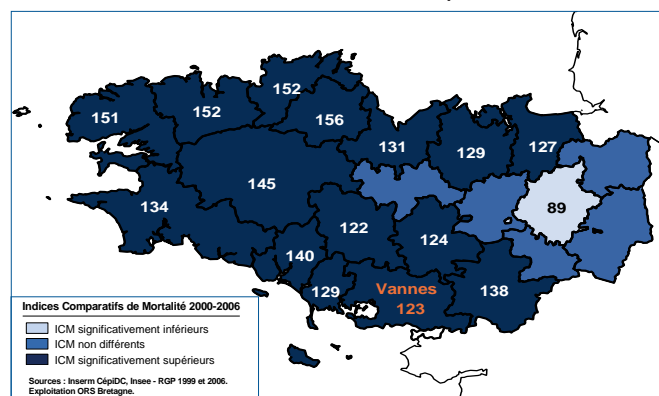 152
151
152
156
131
129
127
145
134
89
122
124
140
129
Vannes
123
138
Indices Comparatifs de Mortalité 2000-2006
ICM significativement inférieurs
ICM non différents
ICM significativement supérieurs
Sources : Inserm CépiDC, Insee - RGP 1999 et 2006.
Exploitation ORS Bretagne.